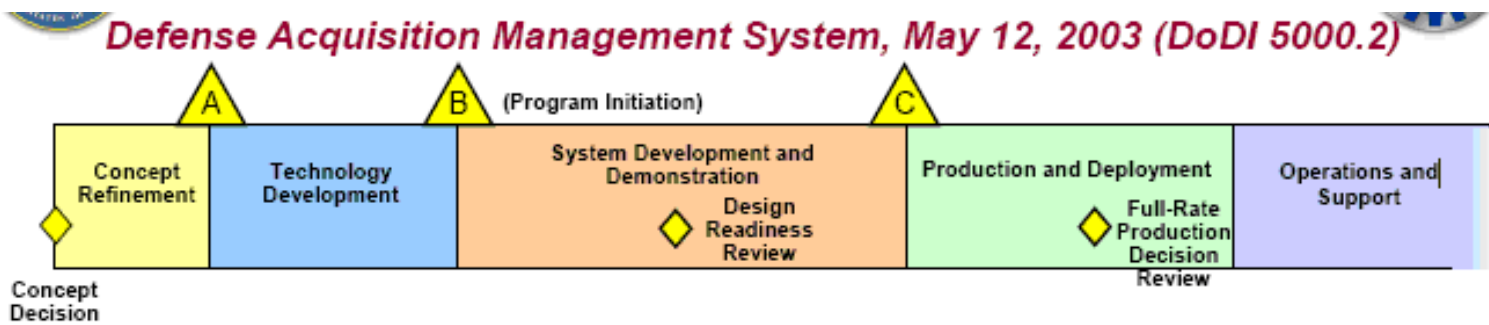 Defense Acquisition Management System, May 12, 2003 (DoDI 5000.2)
A
B
(Program Initiation)
C
Concept
Refinement
Technology
Development
System Development and
Demonstration
Design
Readiness
Review
Production and Deployment
Full-Rate
Production
Decision
Review
Operations and
Support
Concept
Decision